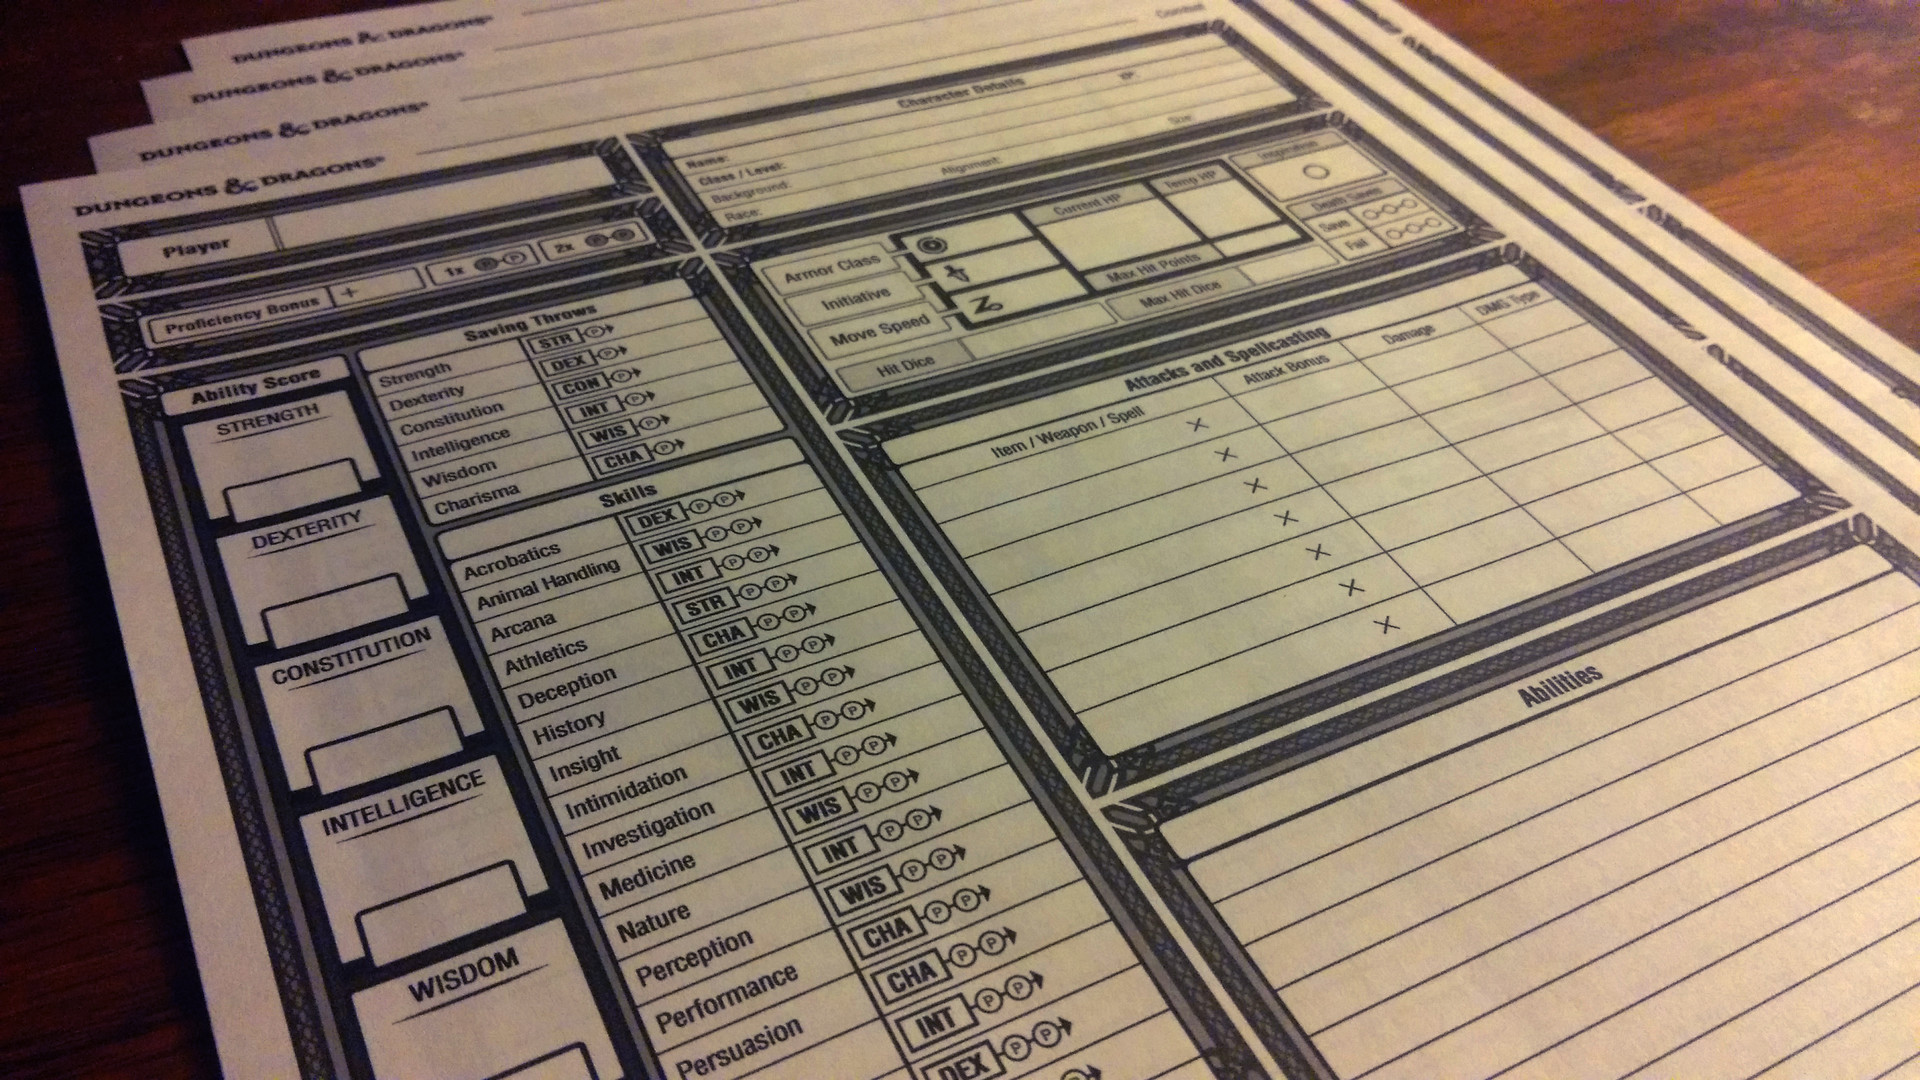 DUNGEONS & DRAGONS®
DUNGEONS & DRAGONS®
DUNGEONS & DRAGONS®
DUNGEONS & DRAGONS®
Player
Proficiency Bonus +
1x P P
2x P P
Ability Score
STRENGTH
DEXTERITY
CONSTITUTION
INTELLIGENCE
WISDOM
Saving Throws
Strength STR P
Dexterity DEX P
Constitution CON P
Intelligence INT P
Wisdom WIS P
Charisma CHA P
Skills
Acrobatics DEX P P
Animal Handling WIS P P
Arcana INT P P
Athletics STR P P
Deception CHA P P
History INT P P
Insight WIS P P
Intimidation CHA P P
Investigation INT P P
Medicine WIS P P
Nature INT P P
Perception WIS P P
Performance CHA P P
Persuasion CHA P P
INT P P
DEX P P
Character Details
Name: XP:
Class / Level:
Background: Alignment: Size:
Race:
Armor Class
Initiative
Move Speed
Hit Dice
Current HP
Temp HP
Max Hit Points
Max Hit Dice
Inspiration
Death Saves
Save
Fail
Attacks and Spellcasting
Item / Weapon / Spell Attack Bonus Damage DMG Type
Abilities